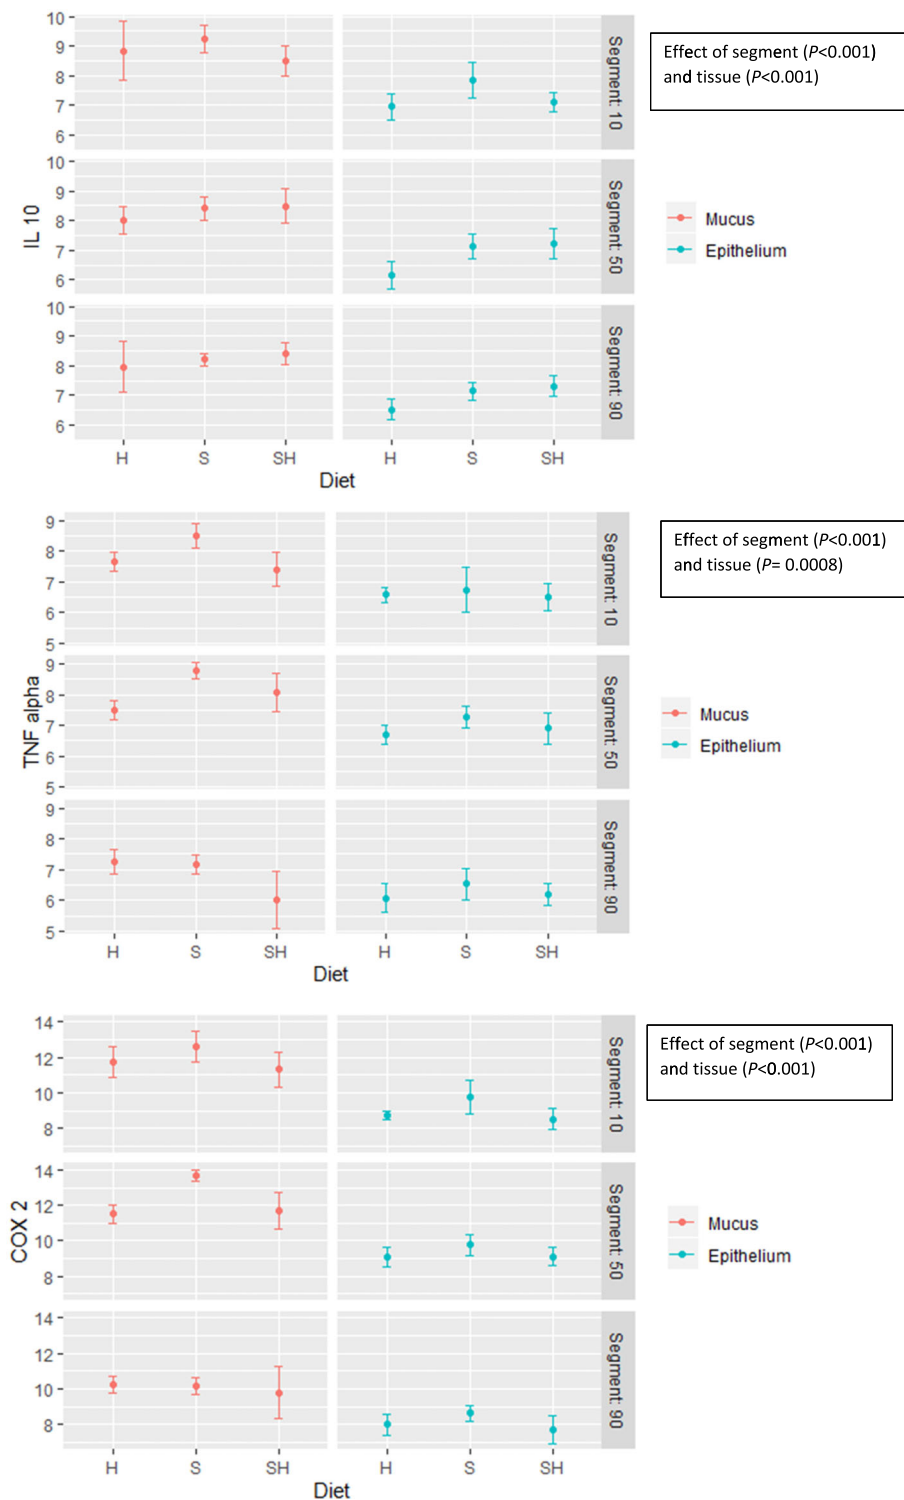 10
9
8
7
6
Segment: 10
10
9
8
7
6
Segment: 50
10
9
8
7
6
Segment: 90
IL 10
H S SH H S SH
Diet
Effect of segment (P<0.001)
and tissue (P<0.001)
Mucus
Epithelium
9
8
7
6
5
Segment: 10
9
8
7
6
5
Segment: 50
9
8
7
6
5
Segment: 90
TNF alpha
H S SH H S SH
Diet
Effect of segment (P<0.001)
and tissue (P= 0.0008)
Mucus
Epithelium
14
12
10
8
Segment: 10
14
12
10
8
Segment: 50
14
12
10
8
Segment: 90
COX 2
H S SH H S SH
Diet
Effect of segment (P<0.001)
and tissue (P<0.001)
Mucus
Epithelium